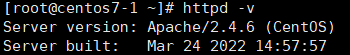 [root@centos7-1 ~]# httpd -v
Server version: Apache/2.4.6 (CentOS)
Server built:   Mar 24 2022 14:57:57